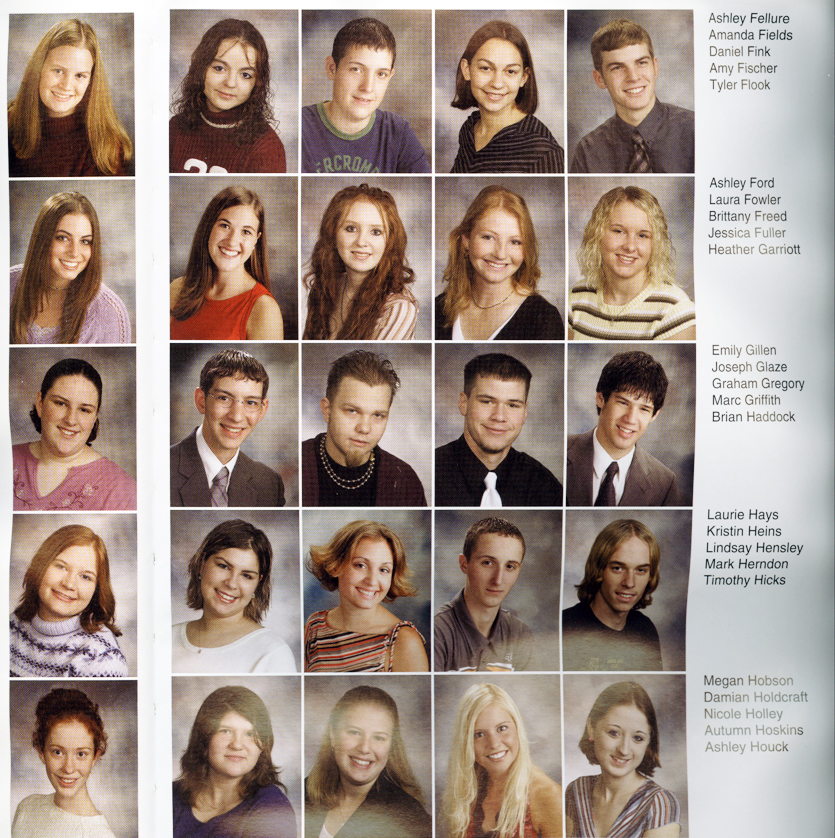 Ashley Fellure
Amanda Fields
Daniel Fink
Amy Fischer
Tyler Flook
Ashley Ford
Laura Fowler
Brittany Freed
Jessica Fuller
Heather Garriott
Emily Gillen
Joseph Glaze
Graham Gregory
Marc Griffith
Brian Haddock
Laurie Hays
Kristin Heins
Lindsay Hensley
Mark Herndon
Timothy Hicks
Megan Hobson
Damian Holdcraft
Nicole Holley
Autumn Hoskins
Ashley Houck